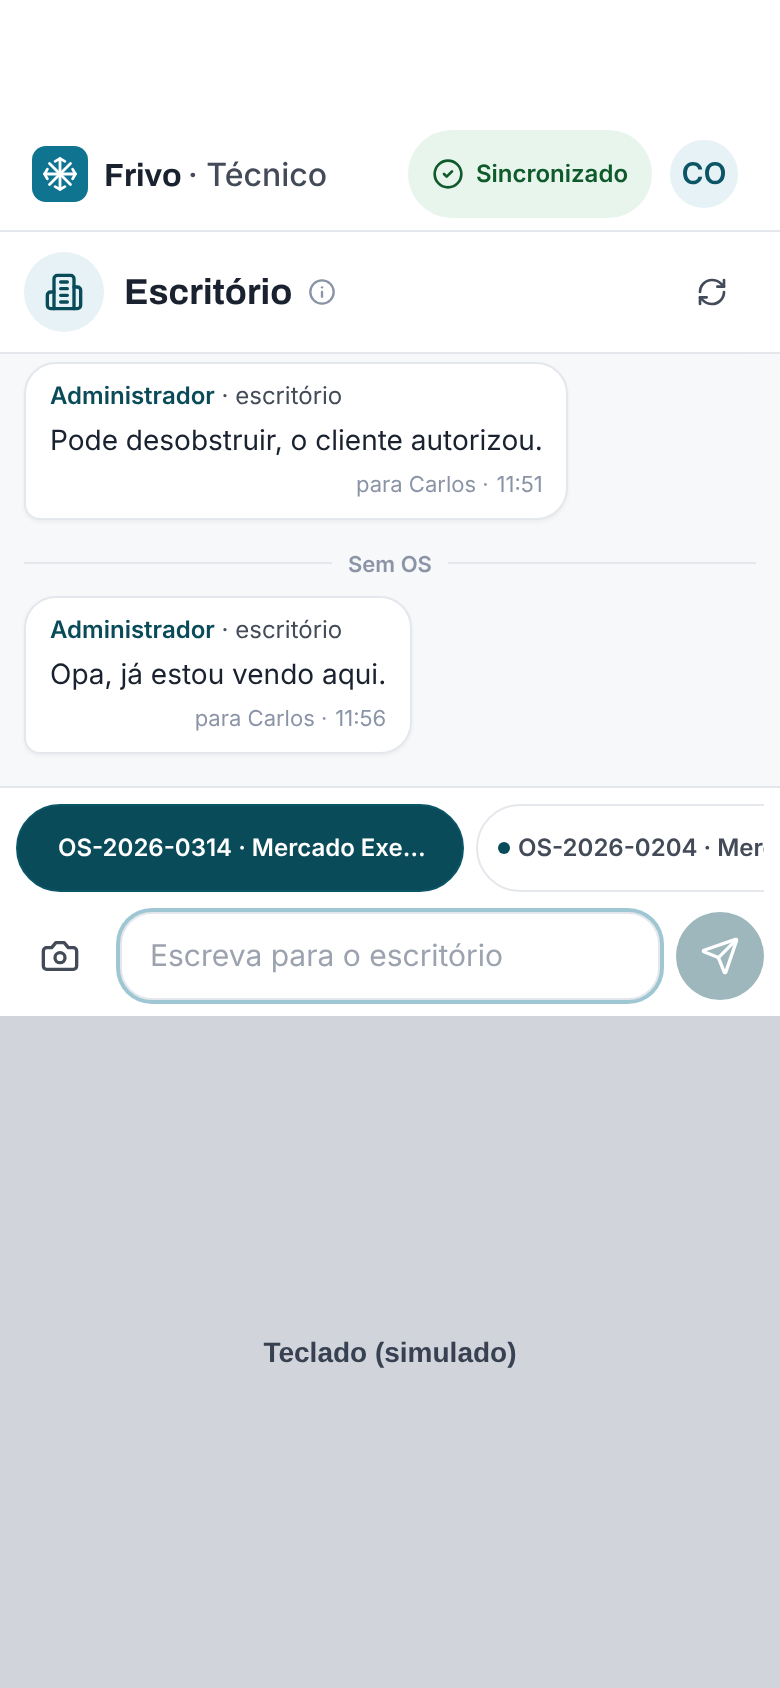 Frivo · Técnico
Sincronizado
CO
Escritório
Administrador · escritório
Pode desobstruir, o cliente autorizou.
para Carlos · 11:51
Sem OS
Administrador · escritório
Opa, já estou vendo aqui.
para Carlos · 11:56
OS-2026-0314 · Mercado Exe...
OS-2026-0204 · Mer
Escreva para o escritório
Teclado (simulado)